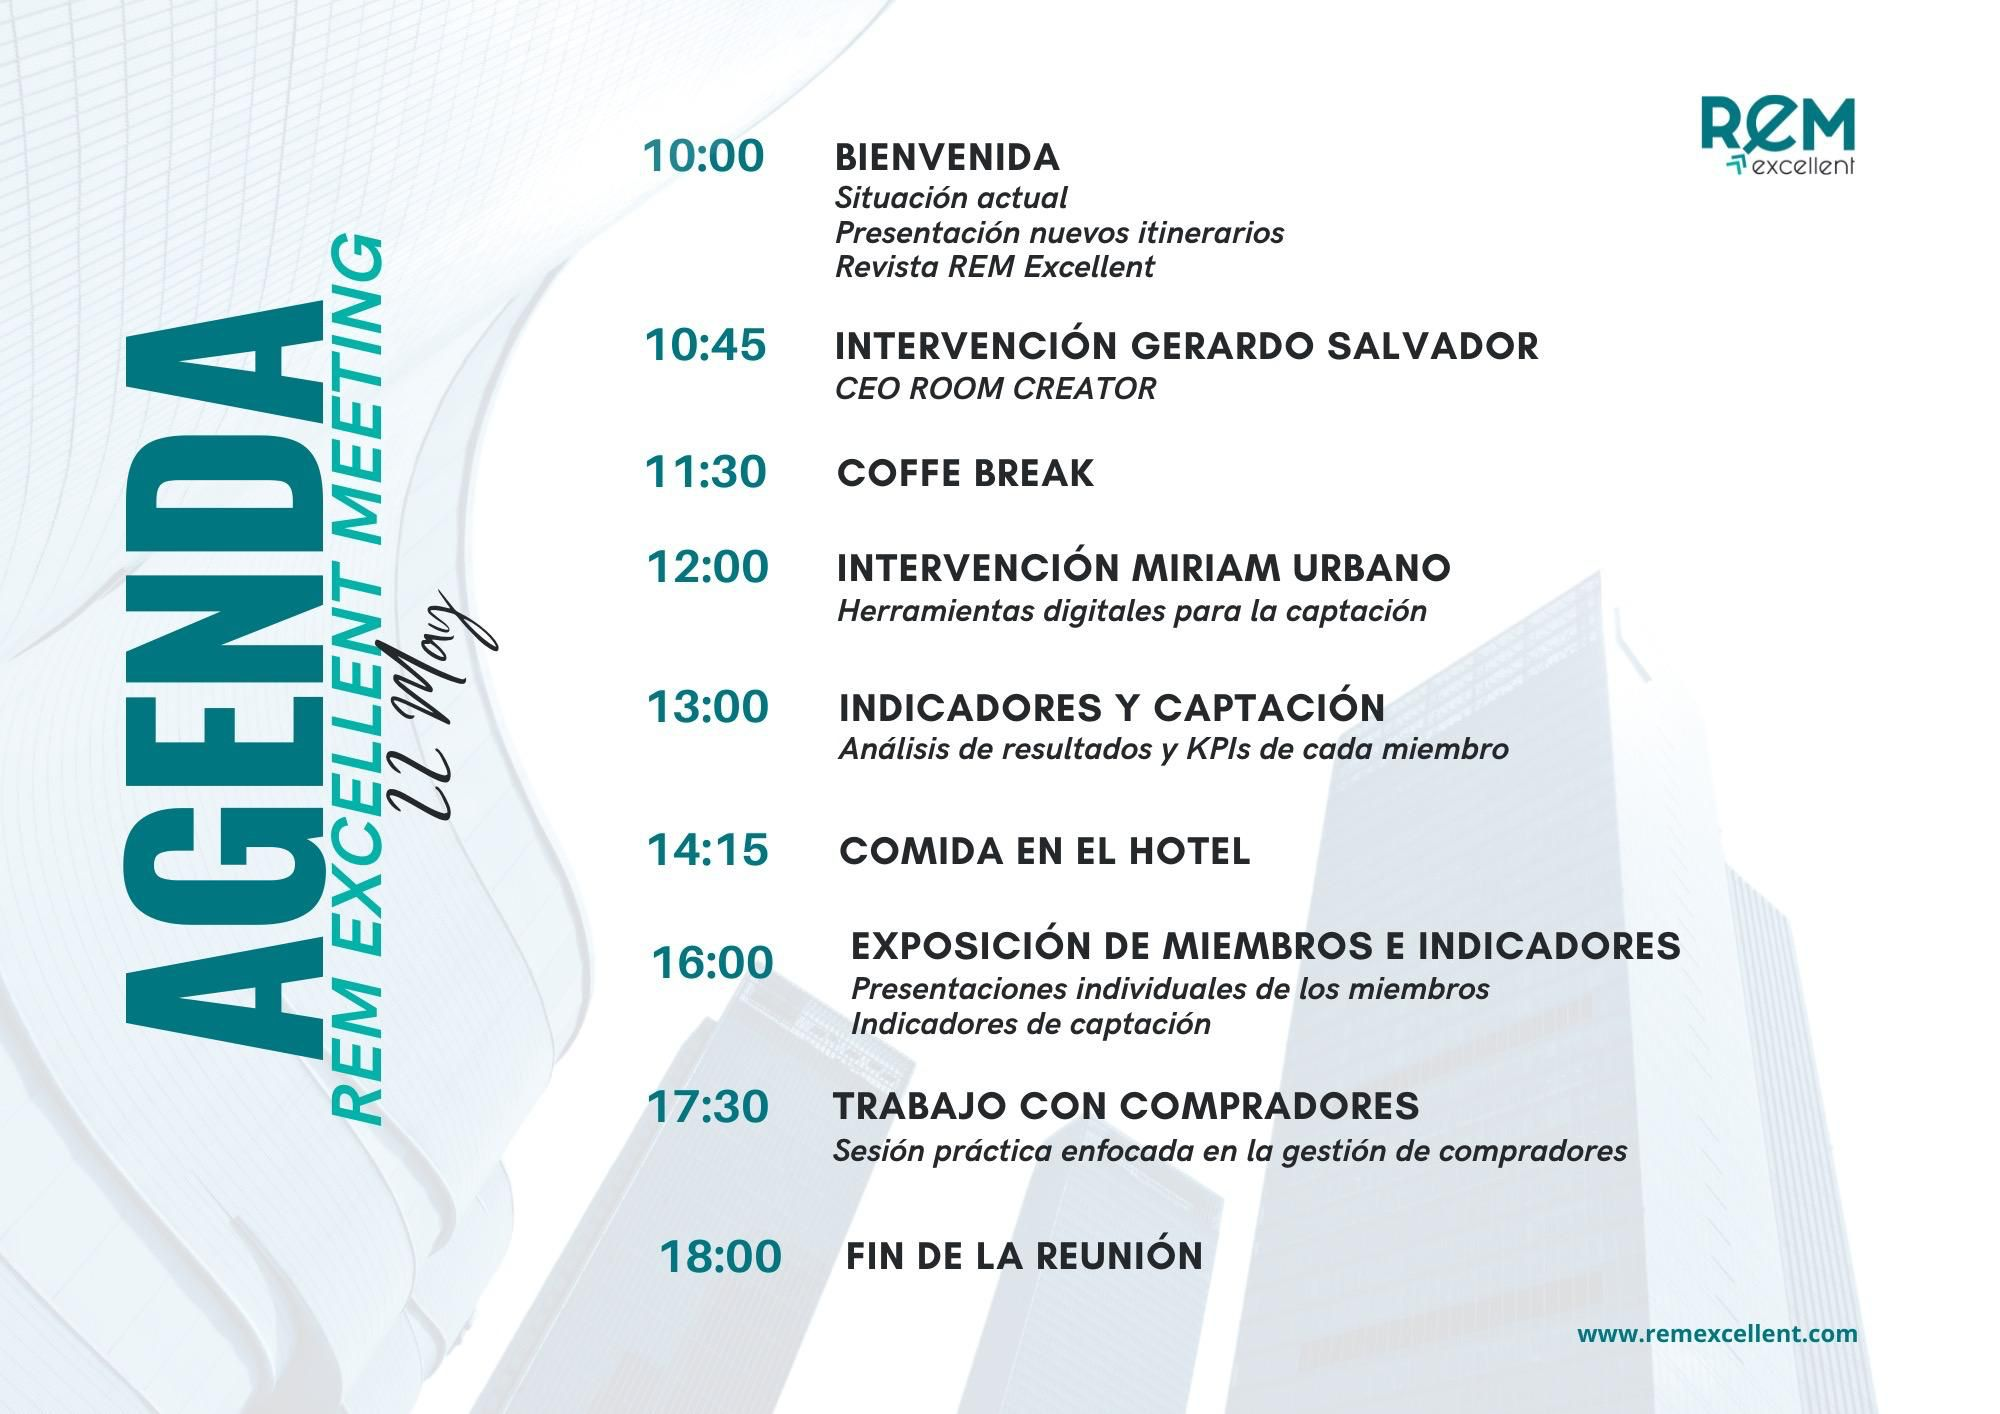 AGENDA
REM EXCELLENT MEETING
22 May
REM
excellent
10:00 BIENVENIDA
Situación actual
Presentación nuevos itinerarios
Revista REM Excellent
10:45 INTERVENCIÓN GERARDO SALVADOR
CEO ROOM CREATOR
11:30 COFFE BREAK
12:00 INTERVENCIÓN MIRIAM URBANO
Herramientas digitales para la captación
13:00 INDICADORES Y CAPTACIÓN
Análisis de resultados y KPIs de cada miembro
14:15 COMIDA EN EL HOTEL
16:00 EXPOSICIÓN DE MIEMBROS E INDICADORES
Presentaciones individuales de los miembros
Indicadores de captación
17:30 TRABAJO CON COMPRADORES
Sesión práctica enfocada en la gestión de compradores
18:00 FIN DE LA REUNIÓN
www.remexcellent.com